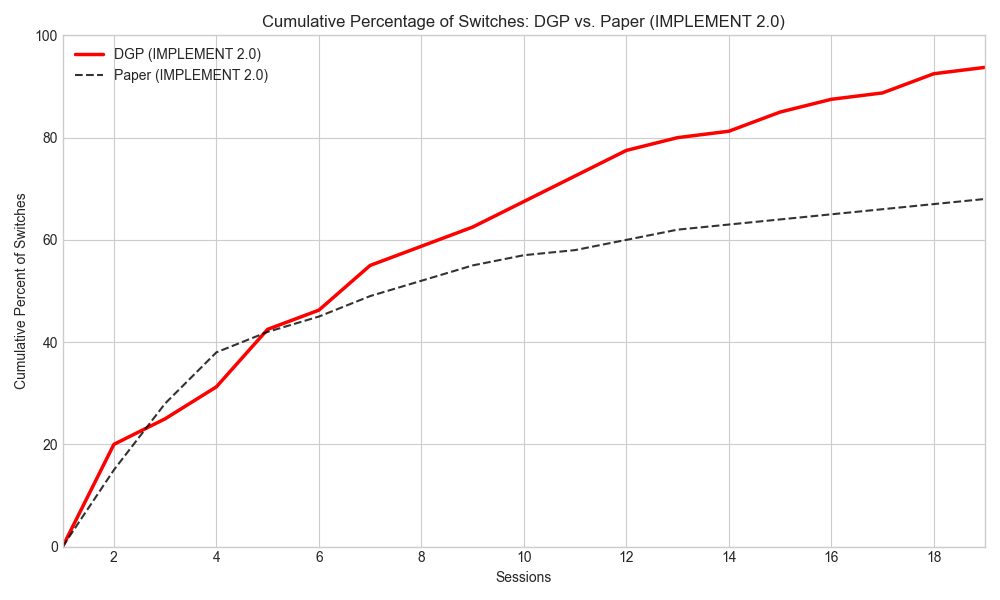 Cumulative Percentage of Switches: DGP vs. Paper (IMPLEMENT 2.0)
DGP (IMPLEMENT 2.0)
Paper (IMPLEMENT 2.0)
Cumulative Percent of Switches
100
80
60
40
20
0
2 4 6 8 10 12 14 16 18
Sessions